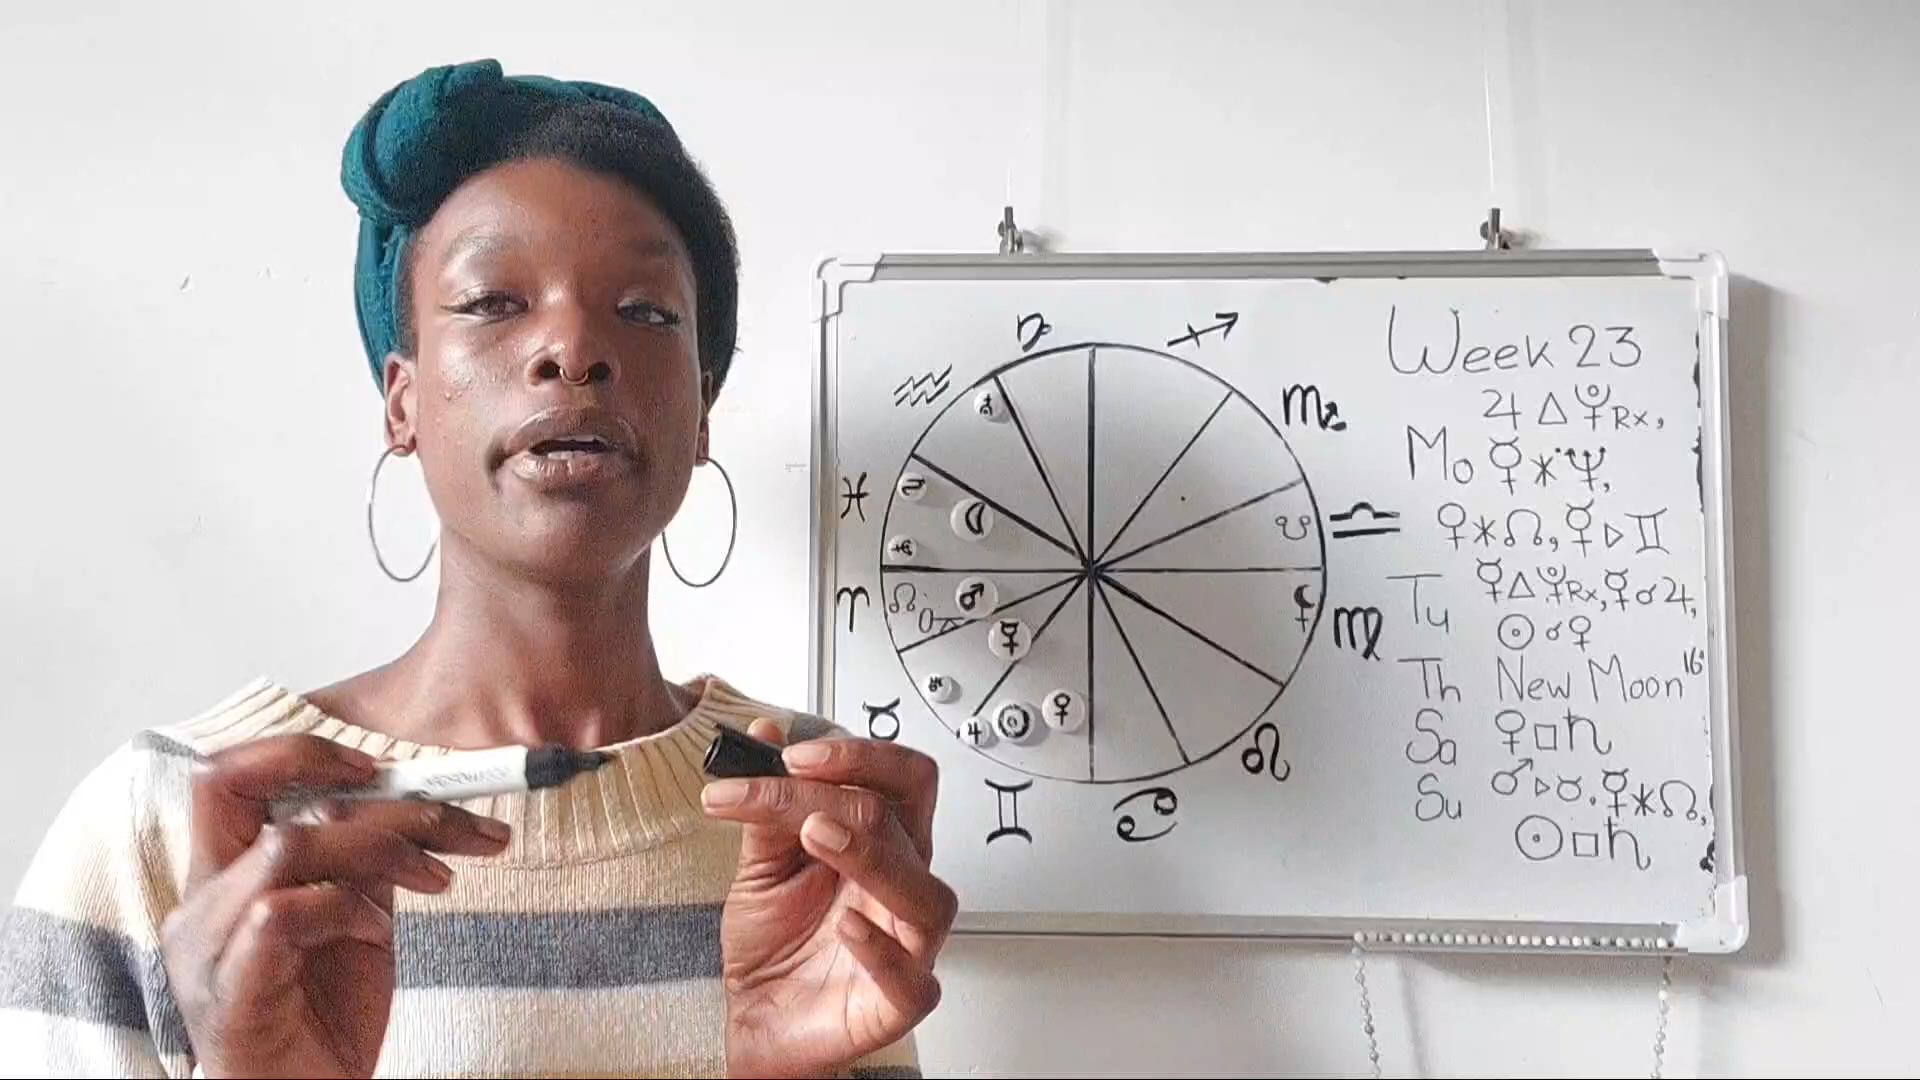 Week 23
♃ △ ♇ Rx,
Mo ☿ ⚹ ♆,
♀ ⚹ ☊, ☿ ▷ ♊
Tu ☿ △ ♇ Rx, ☿ ☌ ♃,
☉ ☌ ♀
Th New Moon 16°
Sa ♀ □ ♄
Su ♂ ▷ ♉. ☿ ⚹ ☊,
☉ □ ♄
♑ ♐
♒ ♏
♓ ☽ ☋ ♎
♈ ☊ ♂ ⚸ ♍
☿
♉ ♃ ☉ ♀ ♌
♊ ♋